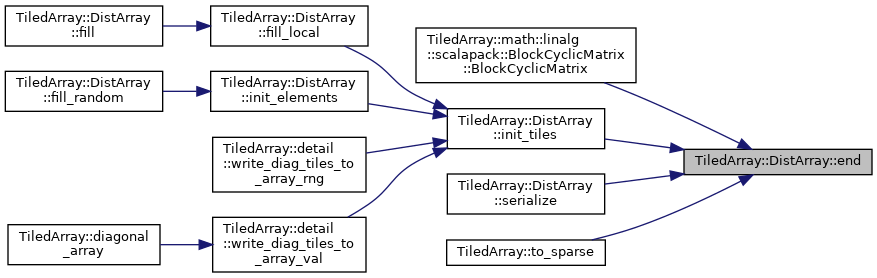 TiledArray::DistArray
::fill
TiledArray::DistArray
::fill_local
TiledArray::math::linalg
::scalapack::BlockCyclicMatrix
::BlockCyclicMatrix
TiledArray::DistArray
::fill_random
TiledArray::DistArray
::init_elements
TiledArray::DistArray
::init_tiles
TiledArray::DistArray::end
TiledArray::detail
::write_diag_tiles_to
_array_rng
TiledArray::DistArray
::serialize
TiledArray::diagonal
_array
TiledArray::detail
::write_diag_tiles_to
_array_val
TiledArray::to_sparse